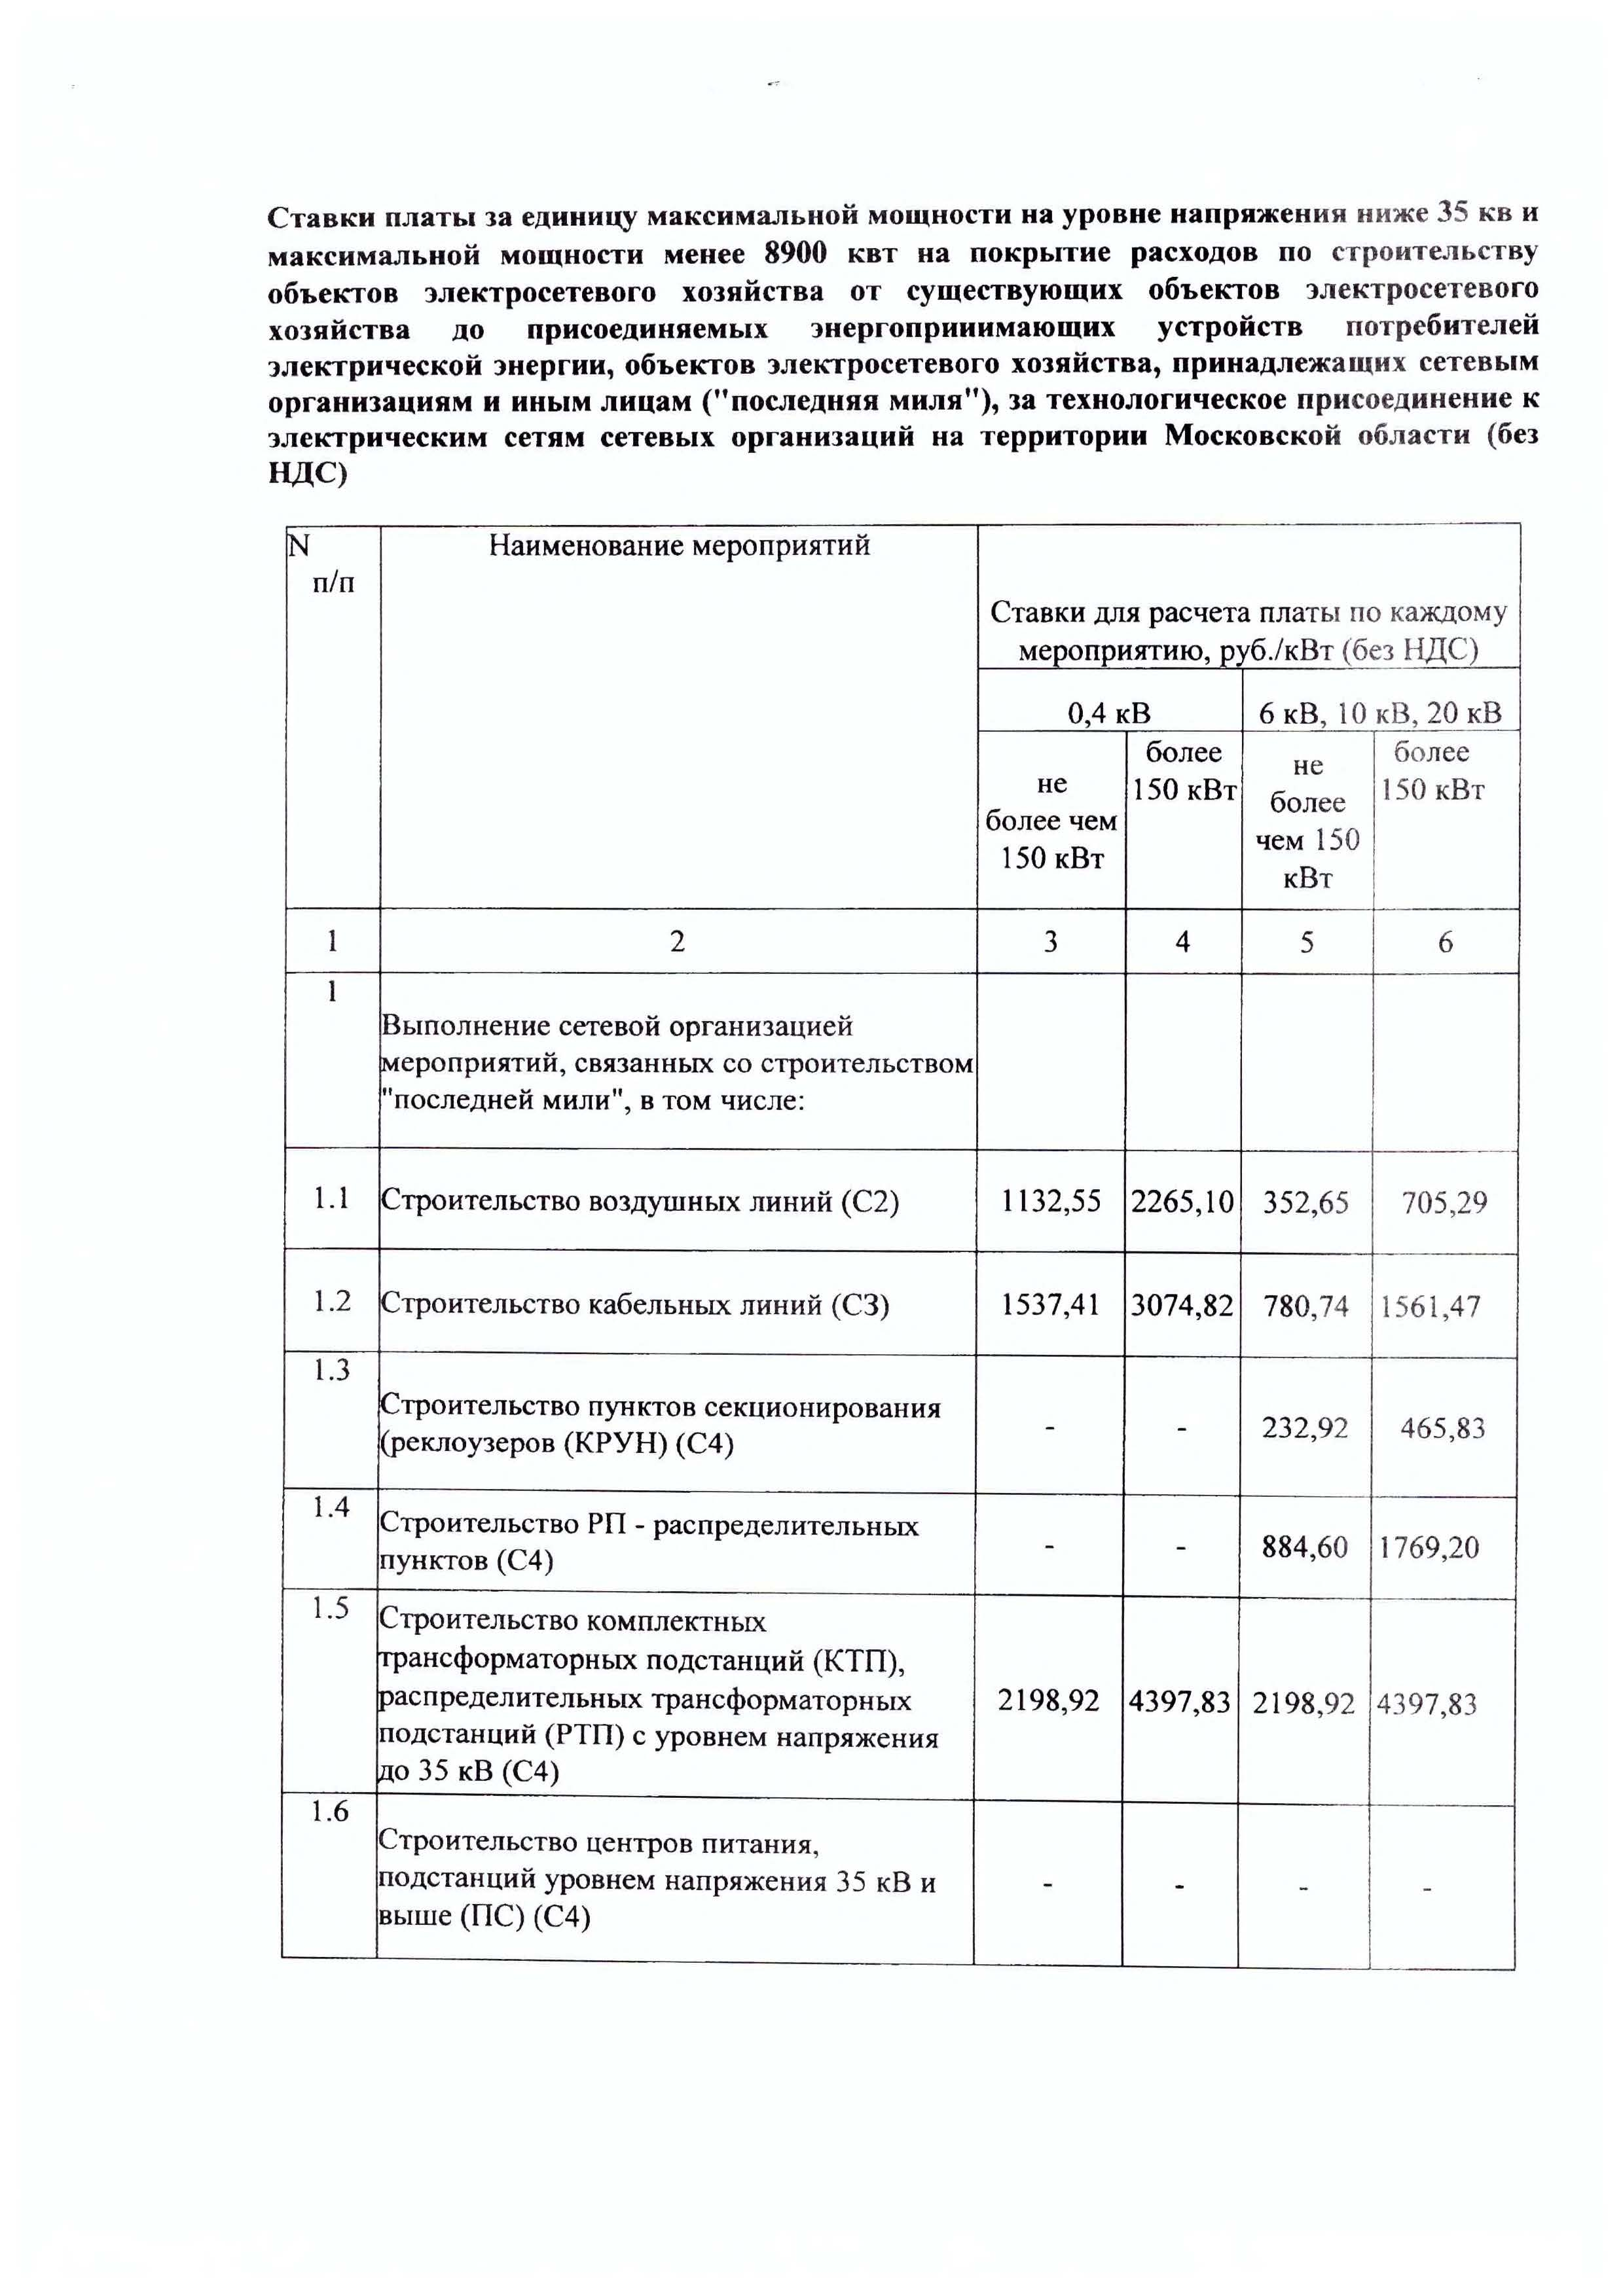 Ставки платы за единицу максимальной мощности на уровне напряжения ниже 35 кв и
максимальной мощности менее 8900 квт на покрытие расходов по строительству
объектов электросетевого хозяйства от существующих объектов электросетевого
хозяйства до присоединяемых энергопринимающих устройств потребителей
электрической энергии, объектов электросетевого хозяйства, принадлежащих сетевым
организациям и иным лицам ("последняя миля"), за технологическое присоединение к
электрическим сетям сетевых организаций на территории Московской области (без
НДС)
N
п/п
Наименование мероприятий
Ставки для расчета платы по каждому
мероприятию, руб./кВт (без НДС)
0,4 кВ
6 кВ, 10 кВ, 20 кВ
не
более чем
150 кВт
более
150 кВт
не
более
чем 150
кВт
более
150 кВт
1 2 3 4 5 6
1
Выполнение сетевой организацией
мероприятий, связанных со строительством
"последней мили", в том числе:
1.1 Строительство воздушных линий (С2) 1132,55 2265,10 352,65 705,29
1.2 Строительство кабельных линий (С3) 1537,41 3074,82 780,74 1561,47
1.3
Строительство пунктов секционирования
(реклоузеров (КРУН) (С4)
- - 232,92 465,83
1.4
Строительство РП - распределительных
пунктов (С4)
- - 884,60 1769,20
1.5
Строительство комплектных
трансформаторных подстанций (КТП),
распределительных трансформаторных
подстанций (РТП) с уровнем напряжения
до 35 кВ (С4)
2198,92 4397,83 2198,92 4397,83
1.6
Строительство центров питания,
подстанций уровнем напряжения 35 кВ и
выше (ПС) (С4)
- - - -